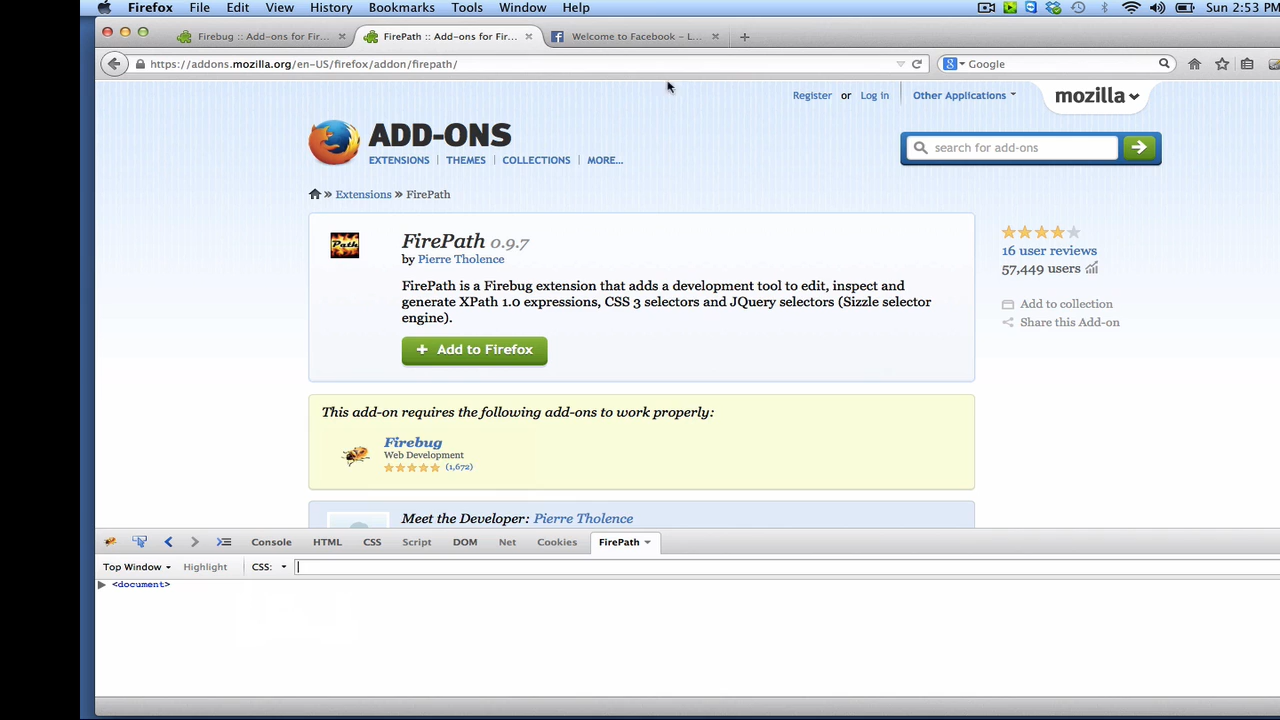 Firefox File Edit View History Bookmarks Tools Window Help Sun 2:53 PM
Firebug :: Add-ons for Fir... FirePath :: Add-ons for Fir... Welcome to Facebook – L...
https://addons.mozilla.org/en-US/firefox/addon/firepath/ Google
Register or Log in Other Applications mozilla
ADD-ONS
EXTENSIONS THEMES COLLECTIONS MORE...
search for add-ons
» Extensions » FirePath
Path
FirePath 0.9.7
by Pierre Tholence
FirePath is a Firebug extension that adds a development tool to edit, inspect and
generate XPath 1.0 expressions, CSS 3 selectors and JQuery selectors (Sizzle selector
engine).
+ Add to Firefox
16 user reviews
57,449 users
Add to collection
Share this Add-on
This add-on requires the following add-ons to work properly:
Firebug
Web Development
(1,672)
Meet the Developer: Pierre Tholence
Console HTML CSS Script DOM Net Cookies FirePath
Top Window Highlight CSS:
<document>